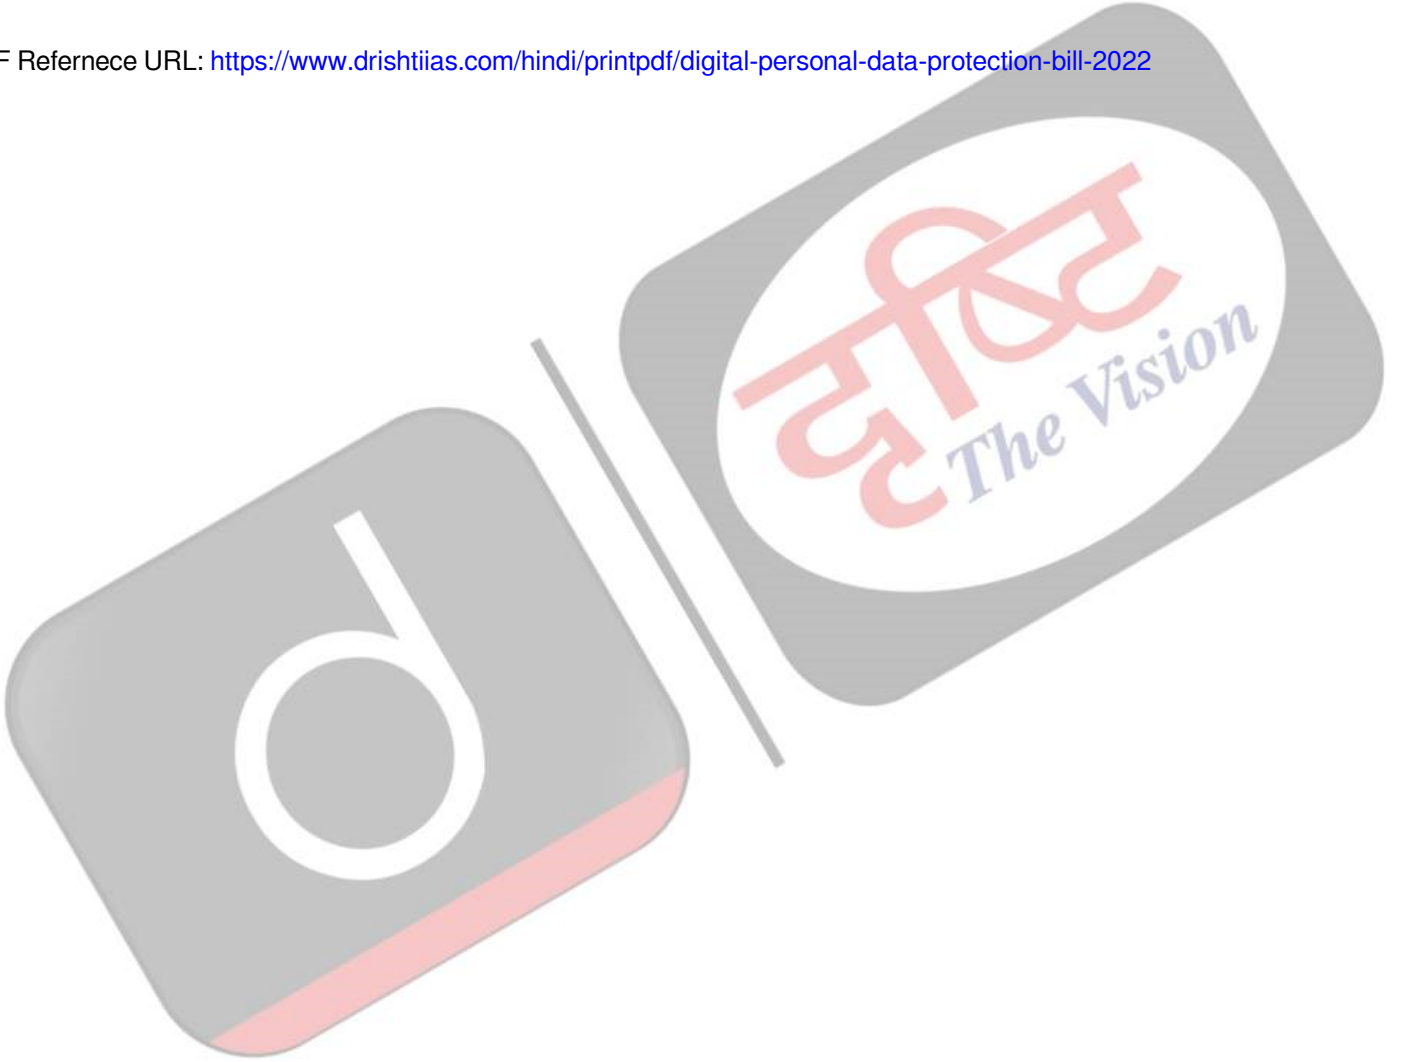 F Refernece URL: https://www.drishtiias.com/hindi/printpdf/digital-personal-data-protection-bill-2022
दृष्टि
The Vision
d